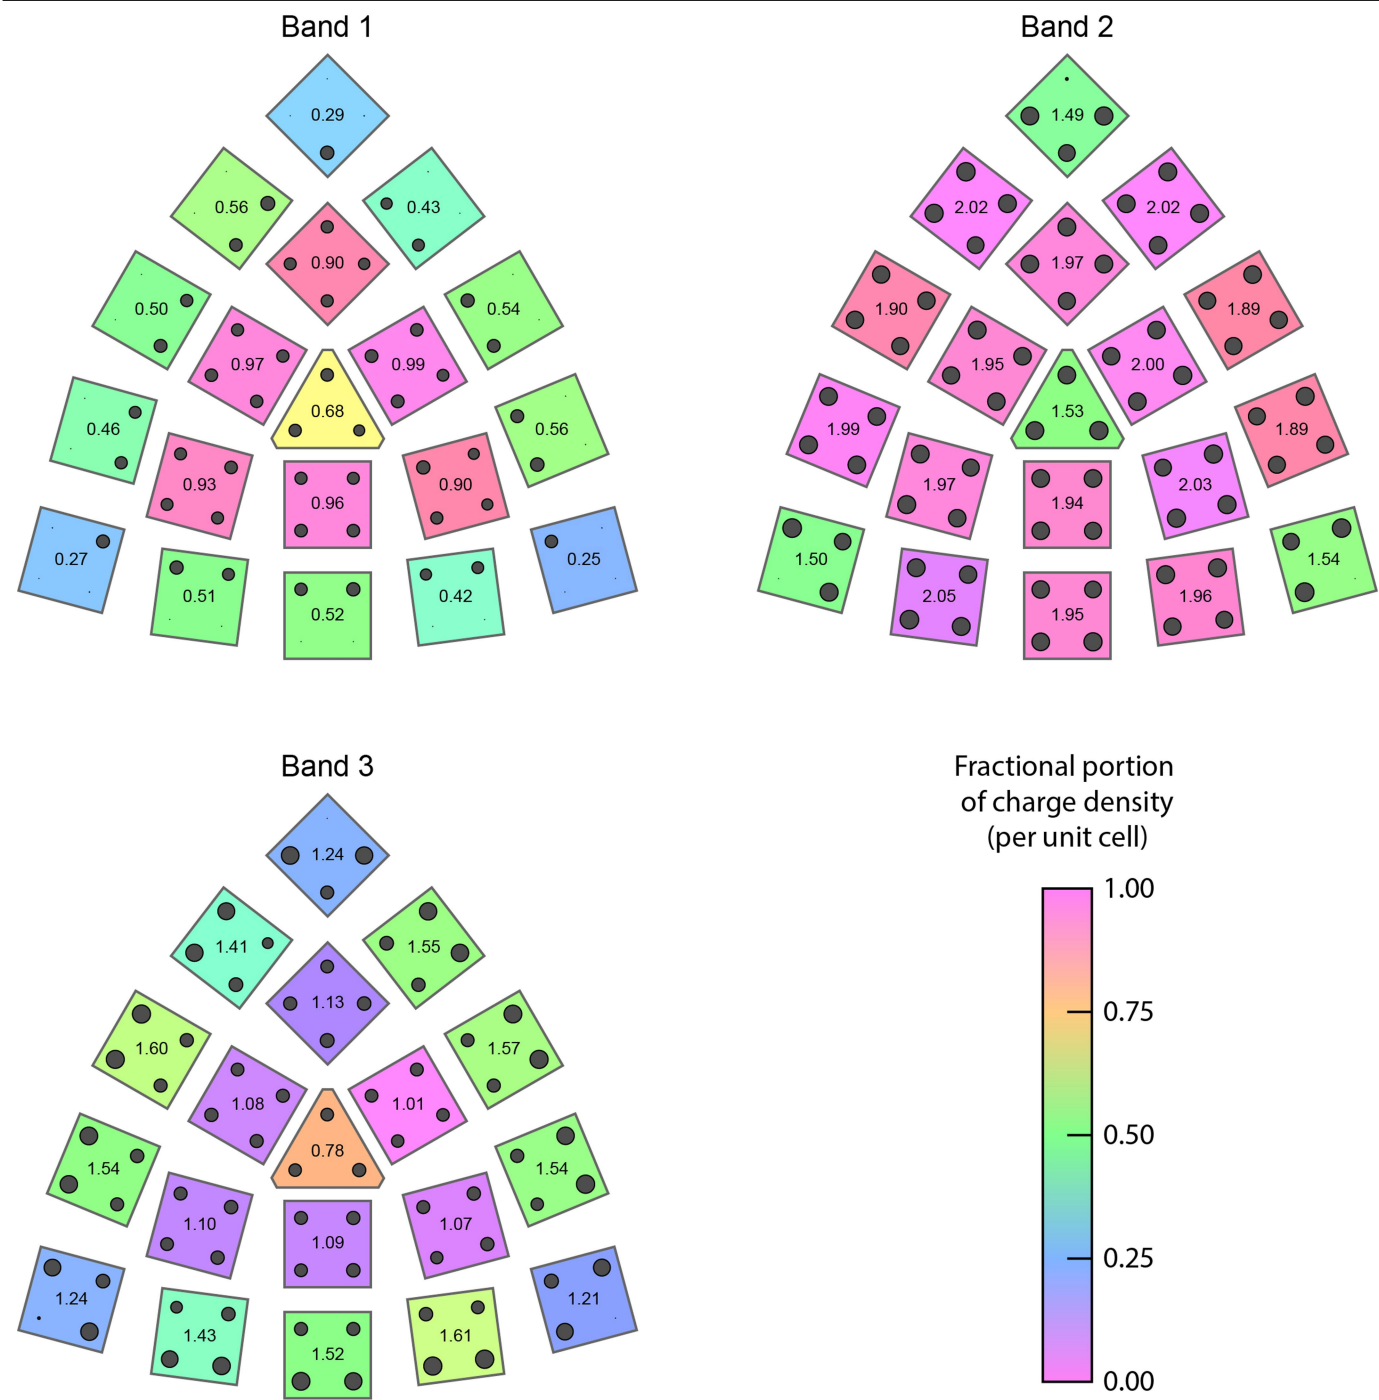 Band 1
0.29
0.56 0.43
0.90
0.50 0.54
0.97 0.99
0.68
0.46 0.56
0.93 0.96 0.90
0.27 0.25
0.51 0.52 0.42
Band 2
1.49
2.02 2.02
1.97
1.90 1.89
1.95 2.00
1.53
1.99 1.89
1.97 1.94 2.03
1.50 1.54
2.05 1.95 1.96
Band 3
1.24
1.41 1.55
1.13
1.60 1.57
1.08 1.01
0.78
1.54 1.54
1.10 1.09 1.07
1.24 1.21
1.43 1.52 1.61
Fractional portion
of charge density
(per unit cell)
1.00
0.75
0.50
0.25
0.00